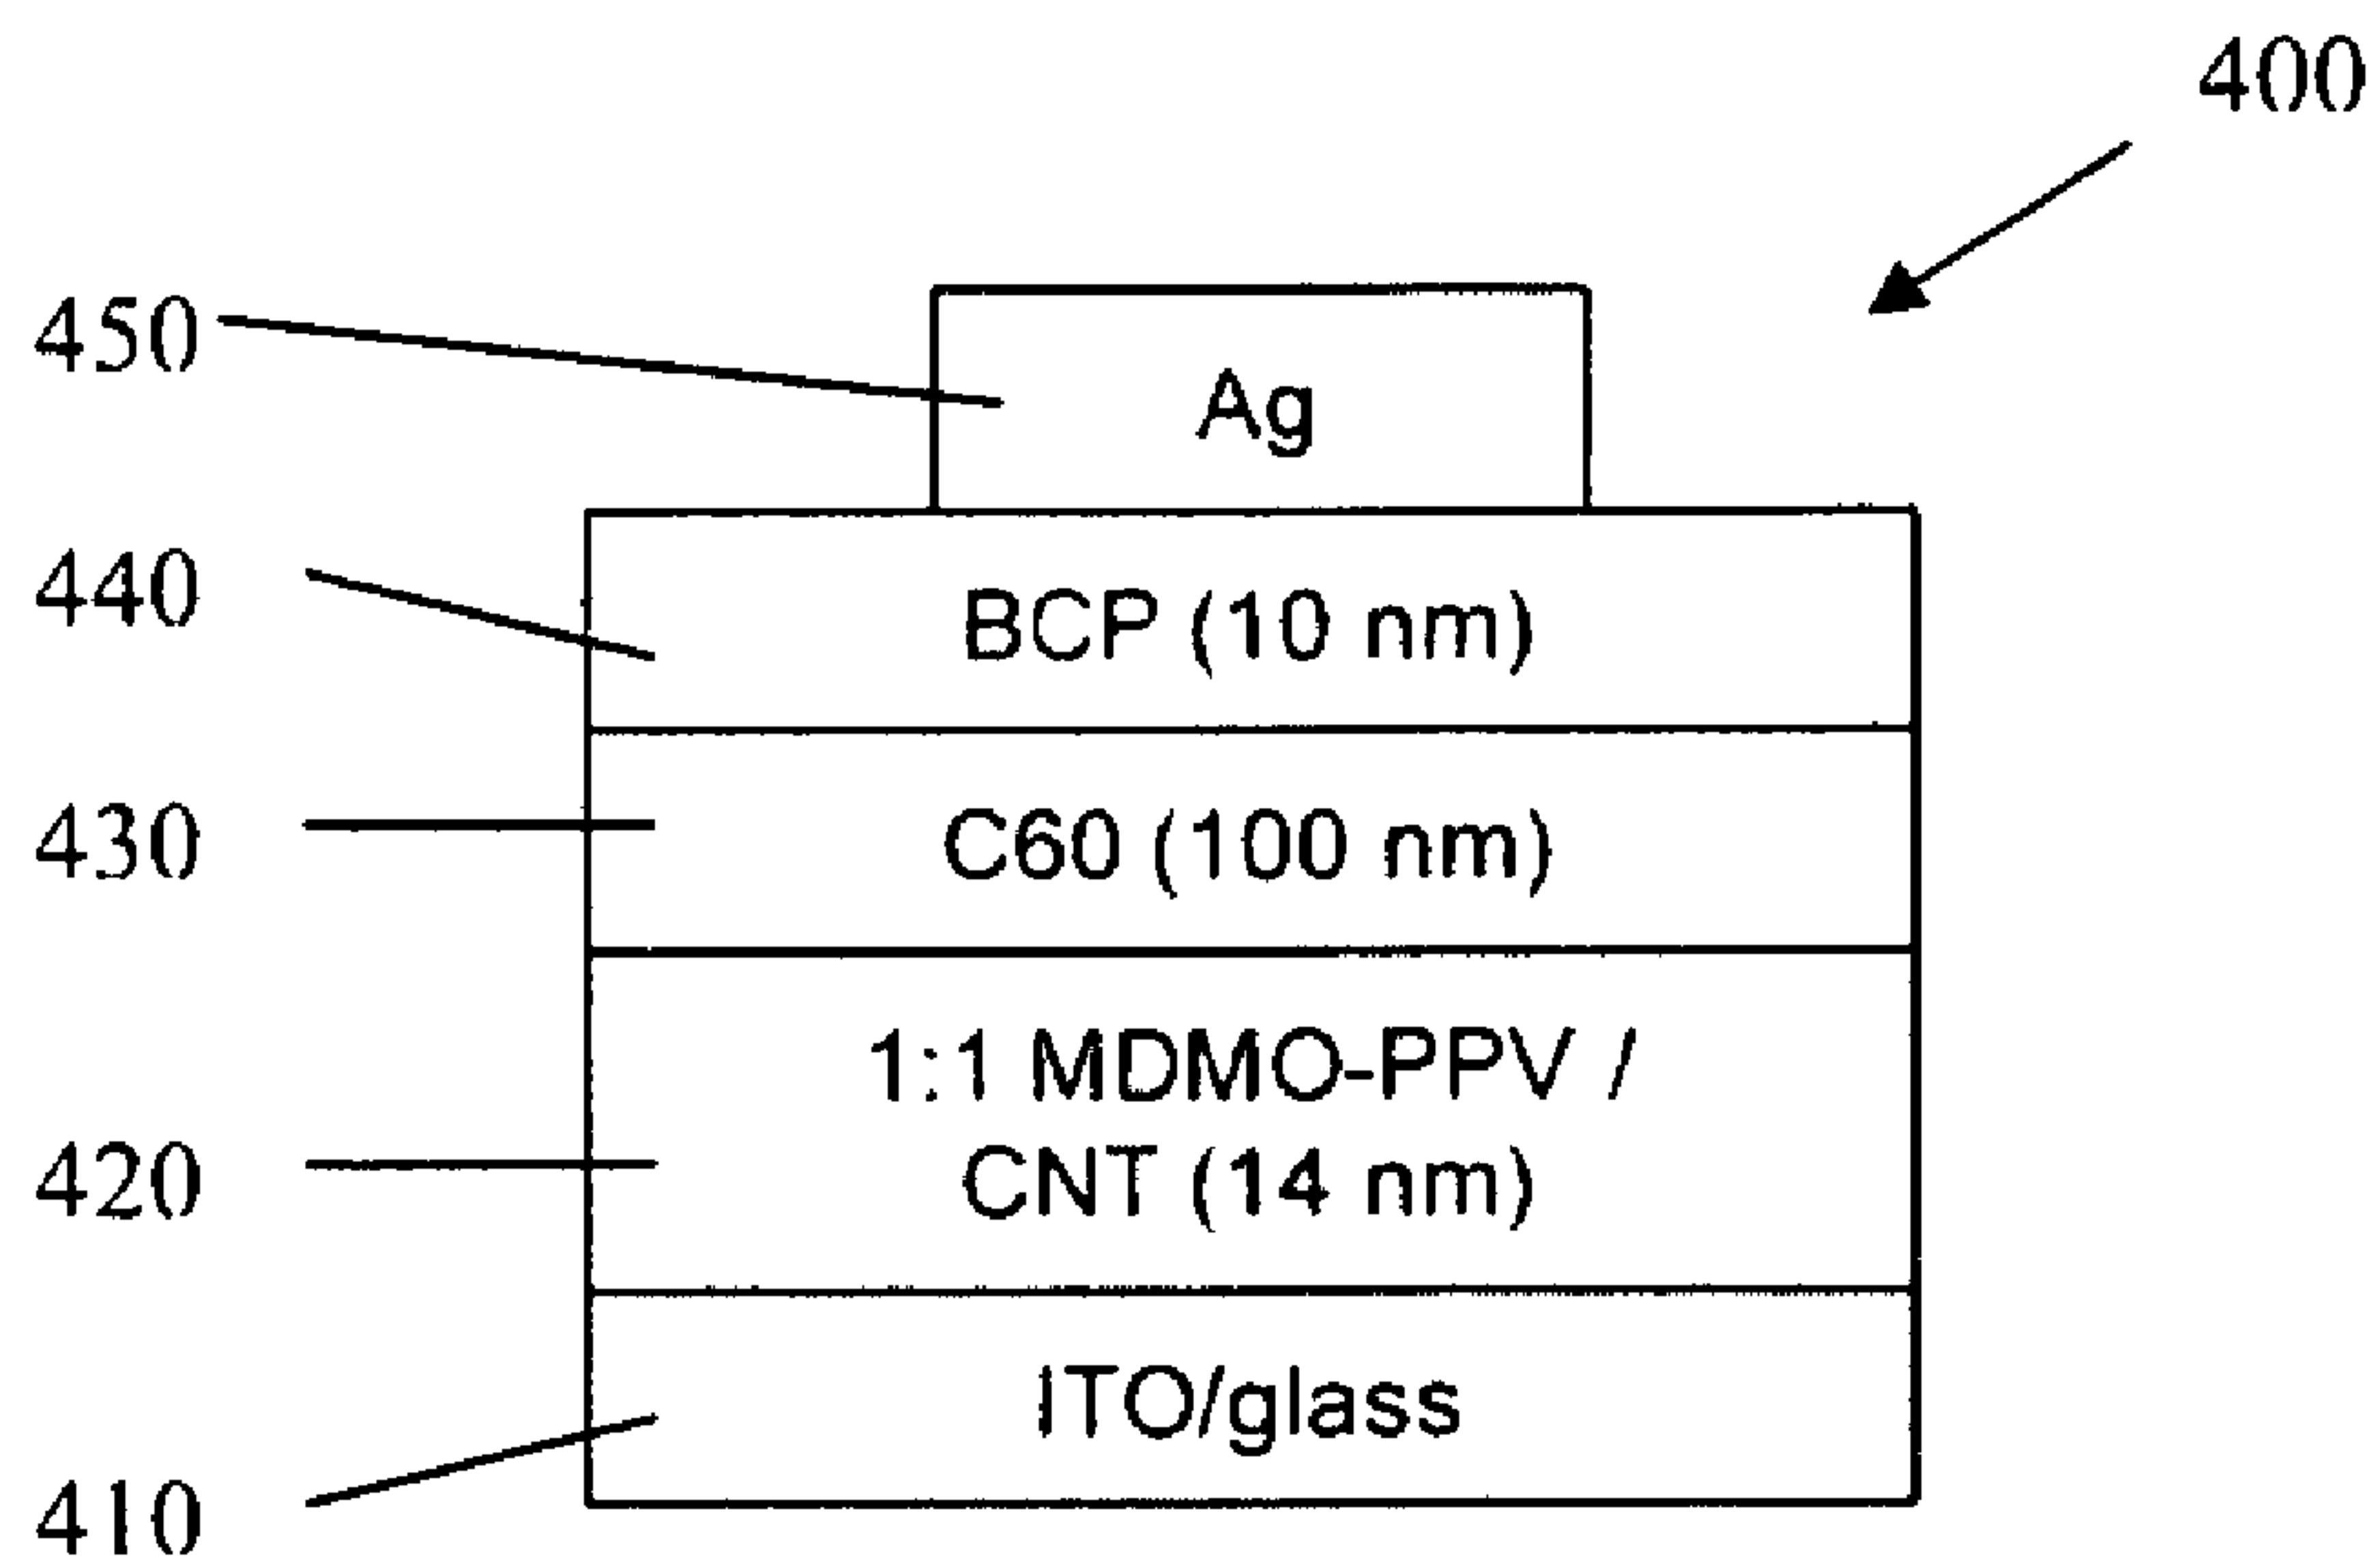 400
450
Ag
440
BCP (10 nm)
430
C60 (100 nm)
1:1 MDMO-PPV /
420
CNT (14 nm)
ITO/glass
410